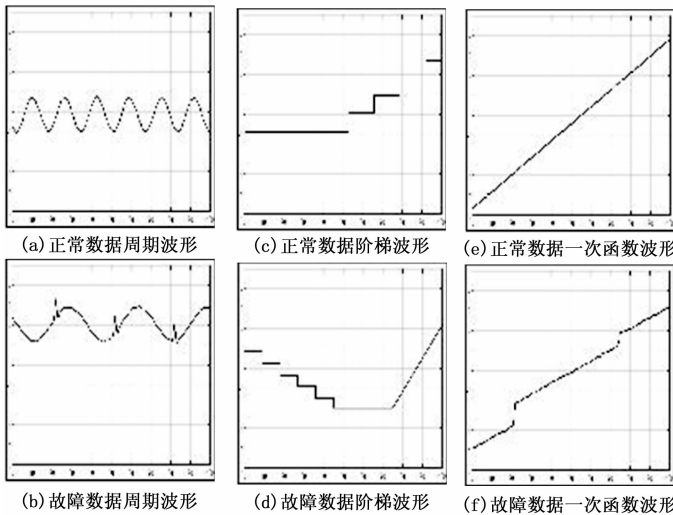 (a)正常数据周期波形
(c)正常数据阶梯波形
(e)正常数据一次函数波形
(b)故障数据周期波形
(d)故障数据阶梯波形
(f)故障数据一次函数波形